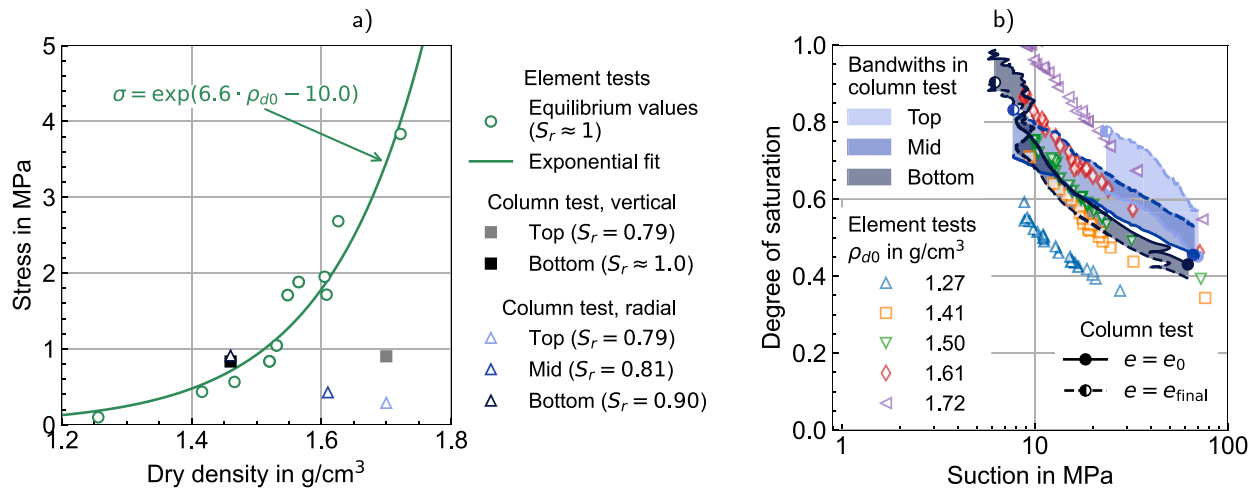 a)
5
4
3
2
1
0
Stress in MPa
1.2
1.4
1.6
1.8
Dry density in g/cm³
σ = exp(6.6 · ρd0 − 10.0)
Element tests
Equilibrium values
(Sr ≈ 1)
Exponential fit
Column test, vertical
Top (Sr = 0.79)
Bottom (Sr ≈ 1.0)
Column test, radial
Top (Sr = 0.79)
Mid (Sr = 0.81)
Bottom (Sr = 0.90)
b)
1.0
0.8
0.6
0.4
0.2
0.0
Degree of saturation
1
10
100
Suction in MPa
Bandwiths in
column test
Top
Mid
Bottom
Element tests
ρd0 in g/cm³
1.27
1.41
1.50
1.61
1.72
Column test
e = e0
e = efinal